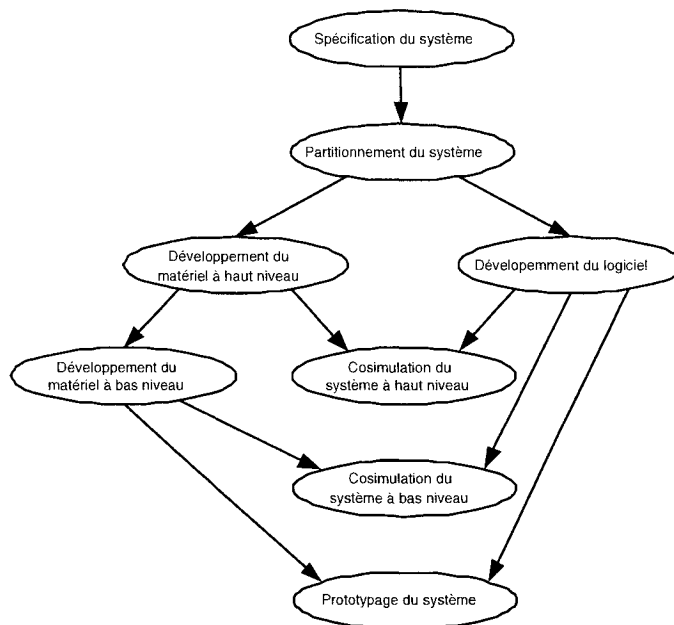 Spécification du système
Partitionnement du système
Développement du
matériel à haut niveau
Dévelopemment du logiciel
Développement du
matériel à bas niveau
Cosimulation du
système à haut niveau
Cosimulation du
système à bas niveau
Prototypage du système